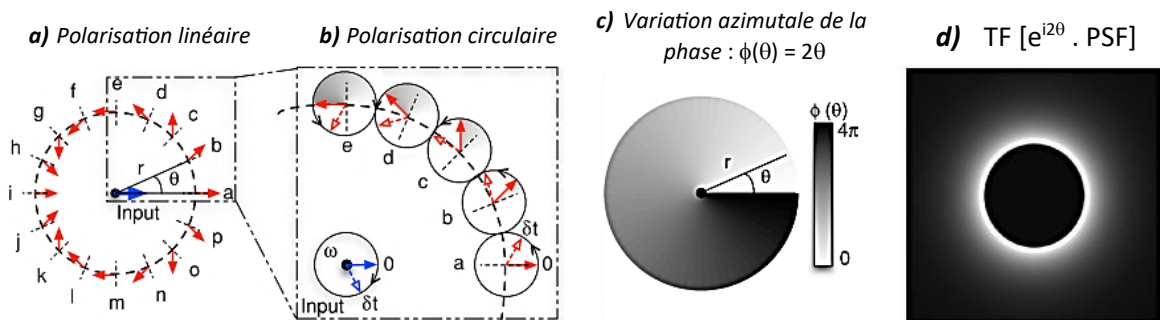 a) Polarisation linéaire
b) Polarisation circulaire
c) Variation azimutale de la
phase : ϕ(θ) = 2θ
d) TF [e^{i2θ} . PSF]
e
f
d
g
c
h
b
r
θ
i
a
Input
j
p
k
o
l
m
n
e
d
c
b
δt
ω
0
a
0
δt
Input
ϕ (θ)
4π
r
θ
0